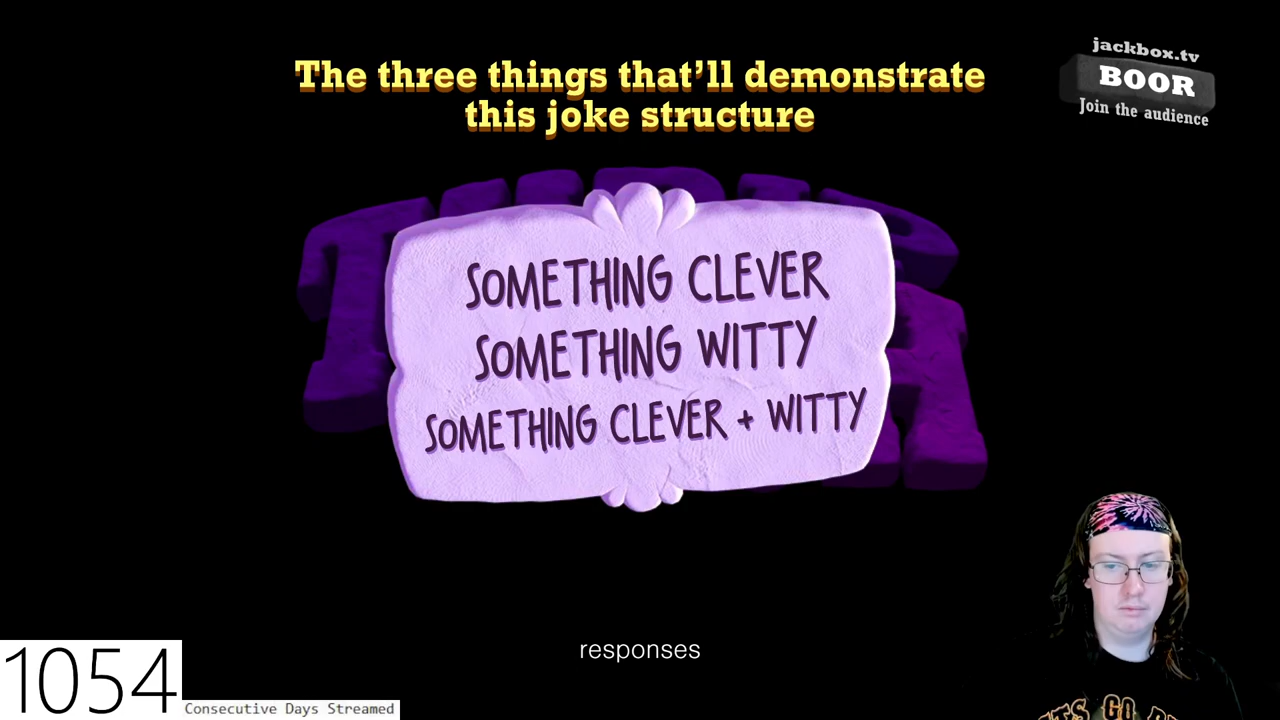 The three things that'll demonstrate
this joke structure
jackbox.tv
BOOR
Join the audience
SOMETHING CLEVER
SOMETHING WITTY
SOMETHING CLEVER + WITTY
responses
1054
Consecutive Days Streamed
GO